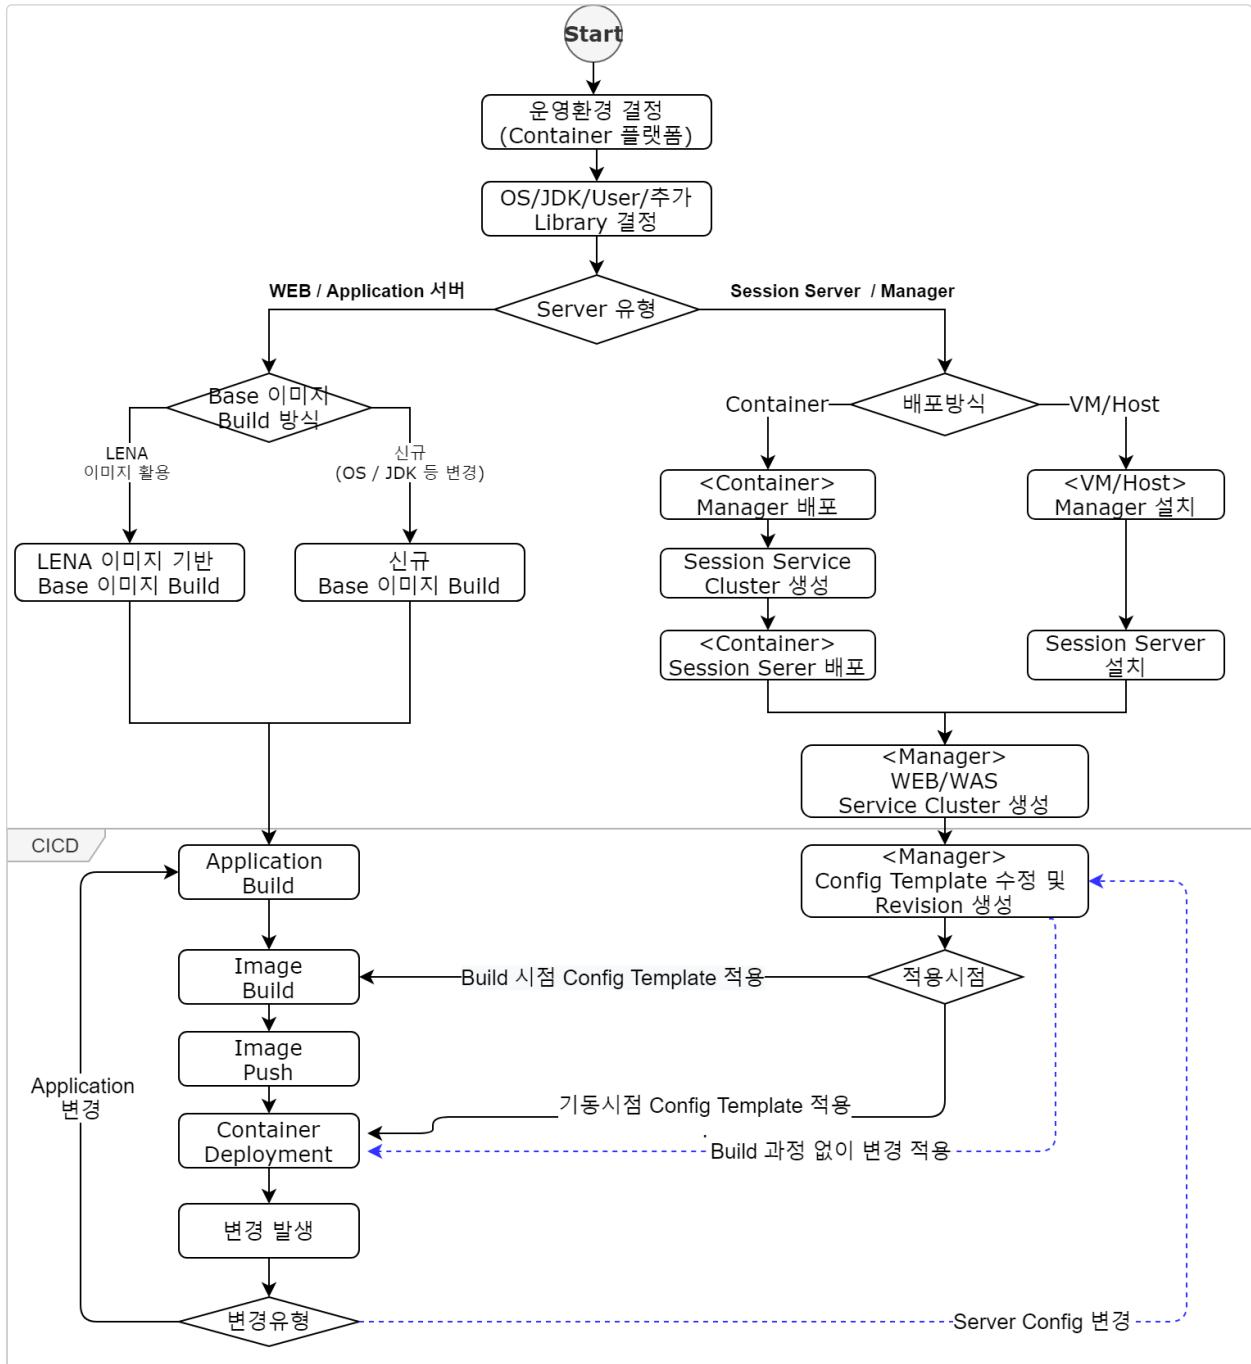 Start
운영환경 결정
(Container 플랫폼)
OS/JDK/User/추가
Library 결정
WEB / Application 서버
Server 유형
Session Server / Manager
Base 이미지
Build 방식
Container
배포방식
VM/Host
LENA
이미지 활용
신규
(OS / JDK 등 변경)
<Container>
Manager 배포
<VM/Host>
Manager 설치
LENA 이미지 기반
Base 이미지 Build
신규
Base 이미지 Build
Session Service
Cluster 생성
<Container>
Session Serer 배포
Session Server
설치
<Manager>
WEB/WAS
Service Cluster 생성
CICD
Application
Build
<Manager>
Config Template 수정 및
Revision 생성
Image
Build
Build 시점 Config Template 적용
적용시점
Image
Push
Application
변경
기동시점 Config Template 적용
Container
Deployment
Build 과정 없이 변경 적용
변경 발생
변경유형
Server Config 변경